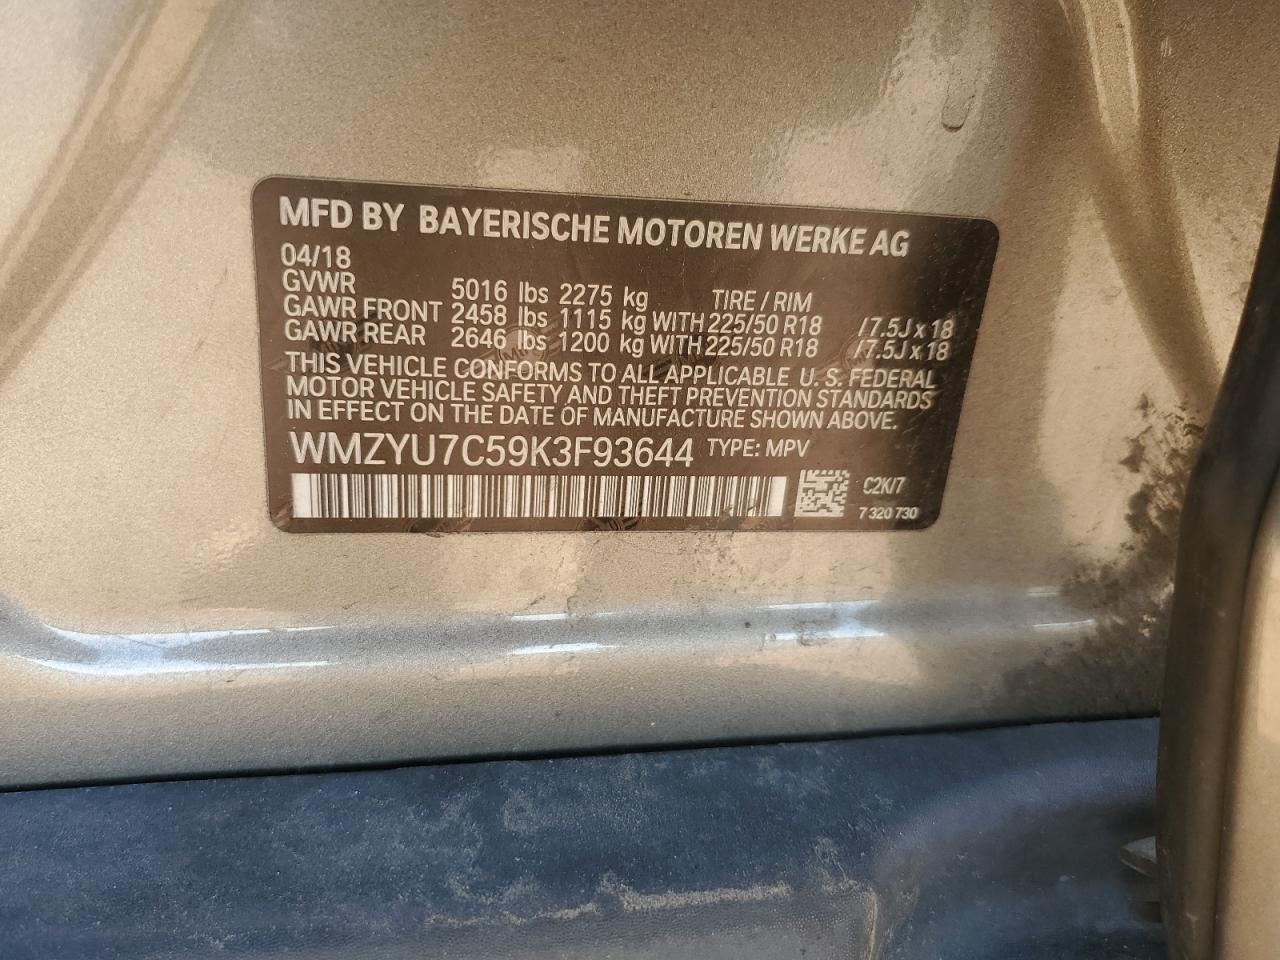 MFD BY BAYERISCHE MOTOREN WERKE AG
04/18
GVWR 5016 lbs 2275 kg TIRE / RIM
GAWR FRONT 2458 lbs 1115 kg WITH 225/50 R18 /7.5J x 18
GAWR REAR 2646 lbs 1200 kg WITH 225/50 R18 /7.5J x 18
THIS VEHICLE CONFORMS TO ALL APPLICABLE U. S. FEDERAL
MOTOR VEHICLE SAFETY AND THEFT PREVENTION STANDARDS
IN EFFECT ON THE DATE OF MANUFACTURE SHOWN ABOVE.
WMZYU7C59K3F93644 TYPE: MPV
C2K/7
7 320 730